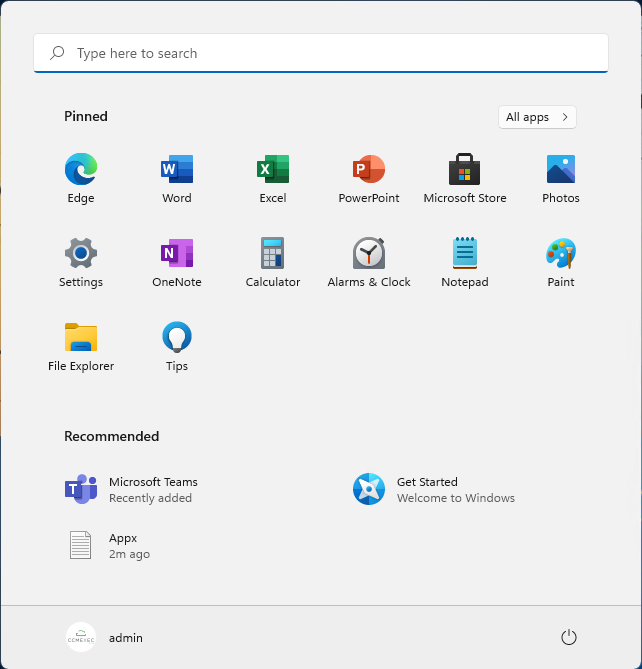 Type here to search
Pinned
All apps
Edge
Word
Excel
PowerPoint
Microsoft Store
Photos
Settings
OneNote
Calculator
Alarms & Clock
Notepad
Paint
File Explorer
Tips
Recommended
Microsoft Teams
Recently added
Get Started
Welcome to Windows
Appx
2m ago
CCMEXEC
admin